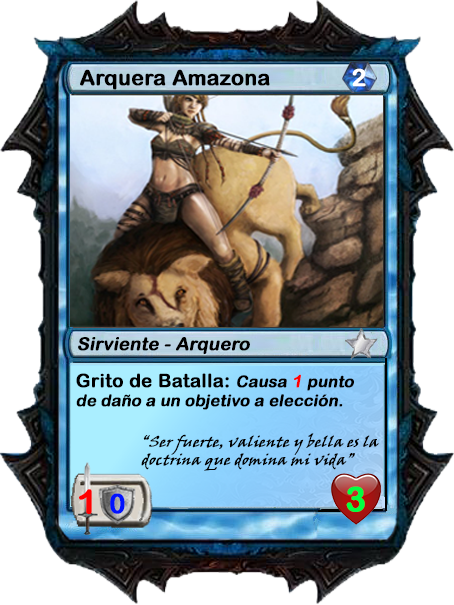 Arquera Amazona
2
Sirviente - Arquero
Grito de Batalla: Causa 1 punto
de daño a un objetivo a elección.
"Ser fuerte, valiente y bella es la
doctrina que domina mi vida"
1 0
3